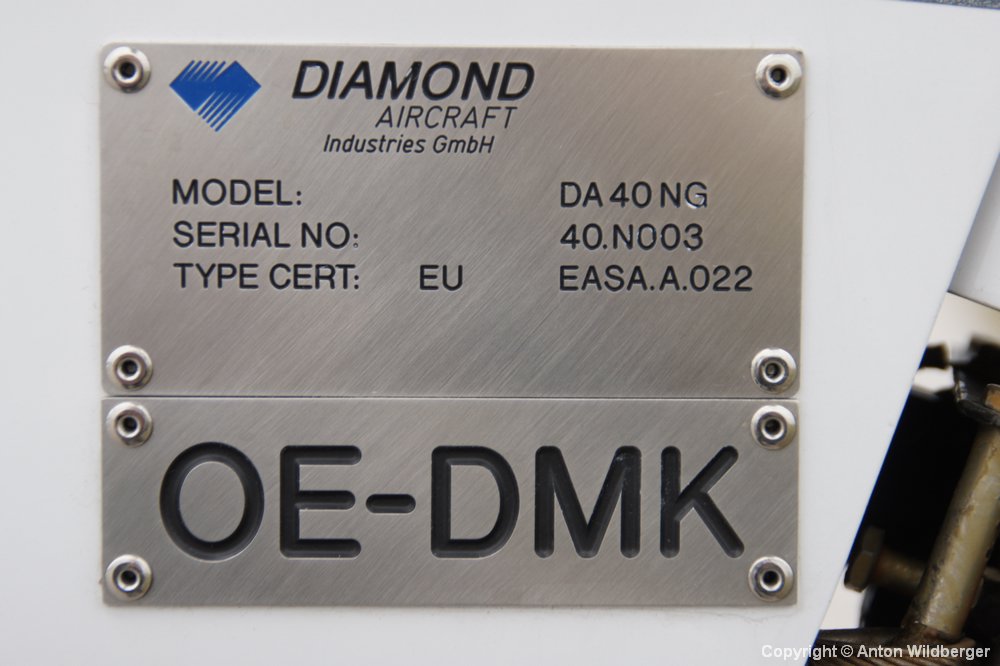 DIAMOND
AIRCRAFT
Industries GmbH
MODEL: DA 40 NG
SERIAL NO: 40.N003
TYPE CERT: EU EASA.A.022
OE-DMK
Copyright © Anton Wildberger